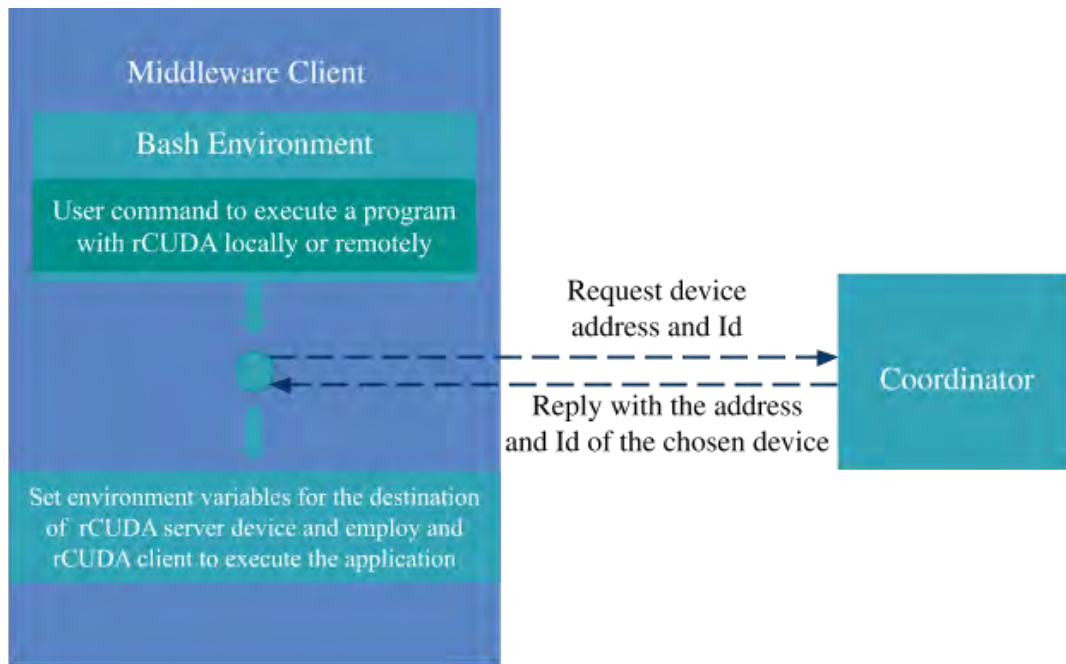 Middleware Client
Bash Environment
User command to execute a program
with rCUDA locally or remotely
Request device
address and Id
Coordinator
Reply with the address
and Id of the chosen device
Set environment variables for the destination
of rCUDA server device and employ and
rCUDA client to execute the application